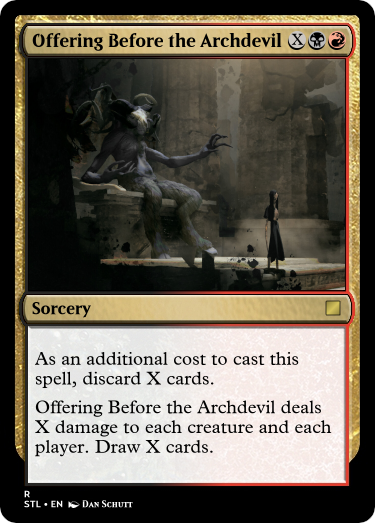 Offering Before the Archdevil X
Sorcery
As an additional cost to cast this
spell, discard X cards.
Offering Before the Archdevil deals
X damage to each creature and each
player. Draw X cards.
R
STL • EN DAN SCHUTT